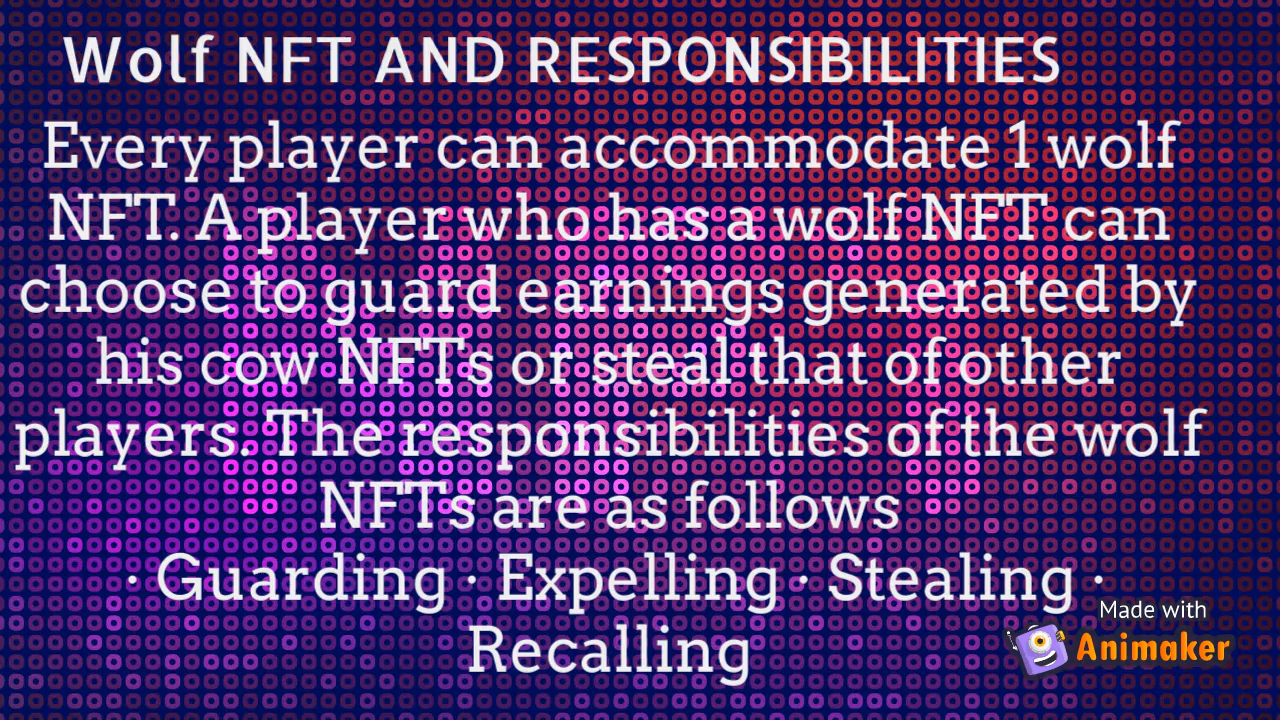 Wolf NFT AND RESPONSIBILITIES
Every player can accommodate 1 wolf
NFT. A player who has a wolf NFT can
choose to guard earnings generated by
his cow NFTs or steal that of other
players. The responsibilities of the wolf
NFTs are as follows
· Guarding · Expelling · Stealing ·
Recalling
Made with
Animaker